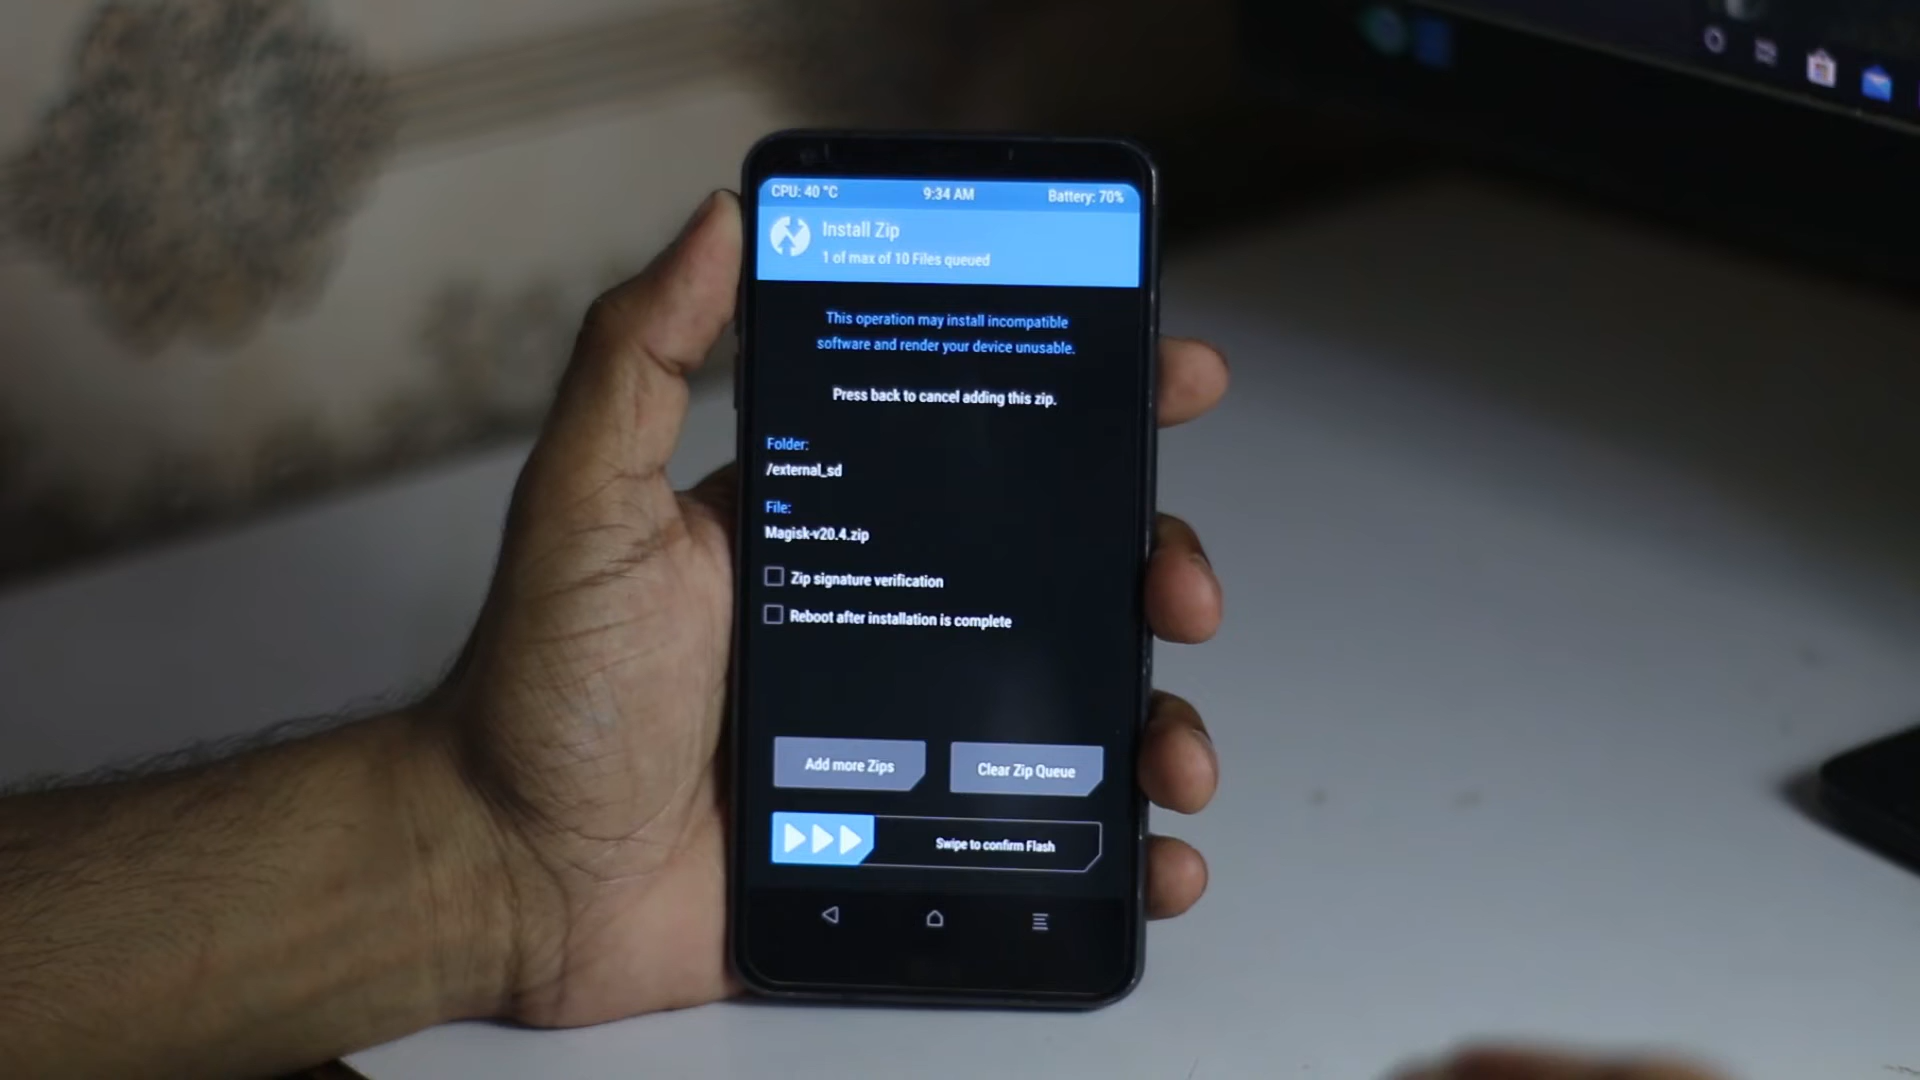 CPU: 40 °C 9:34 AM Battery: 70%
Install Zip
1 of max of 10 Files queued
This operation may install incompatible
software and render your device unusable.
Press back to cancel adding this zip.
Folder:
/external_sd
File:
Magisk-v20.4.zip
Zip signature verification
Reboot after installation is complete
Add more Zips
Clear Zip Queue
Swipe to confirm Flash